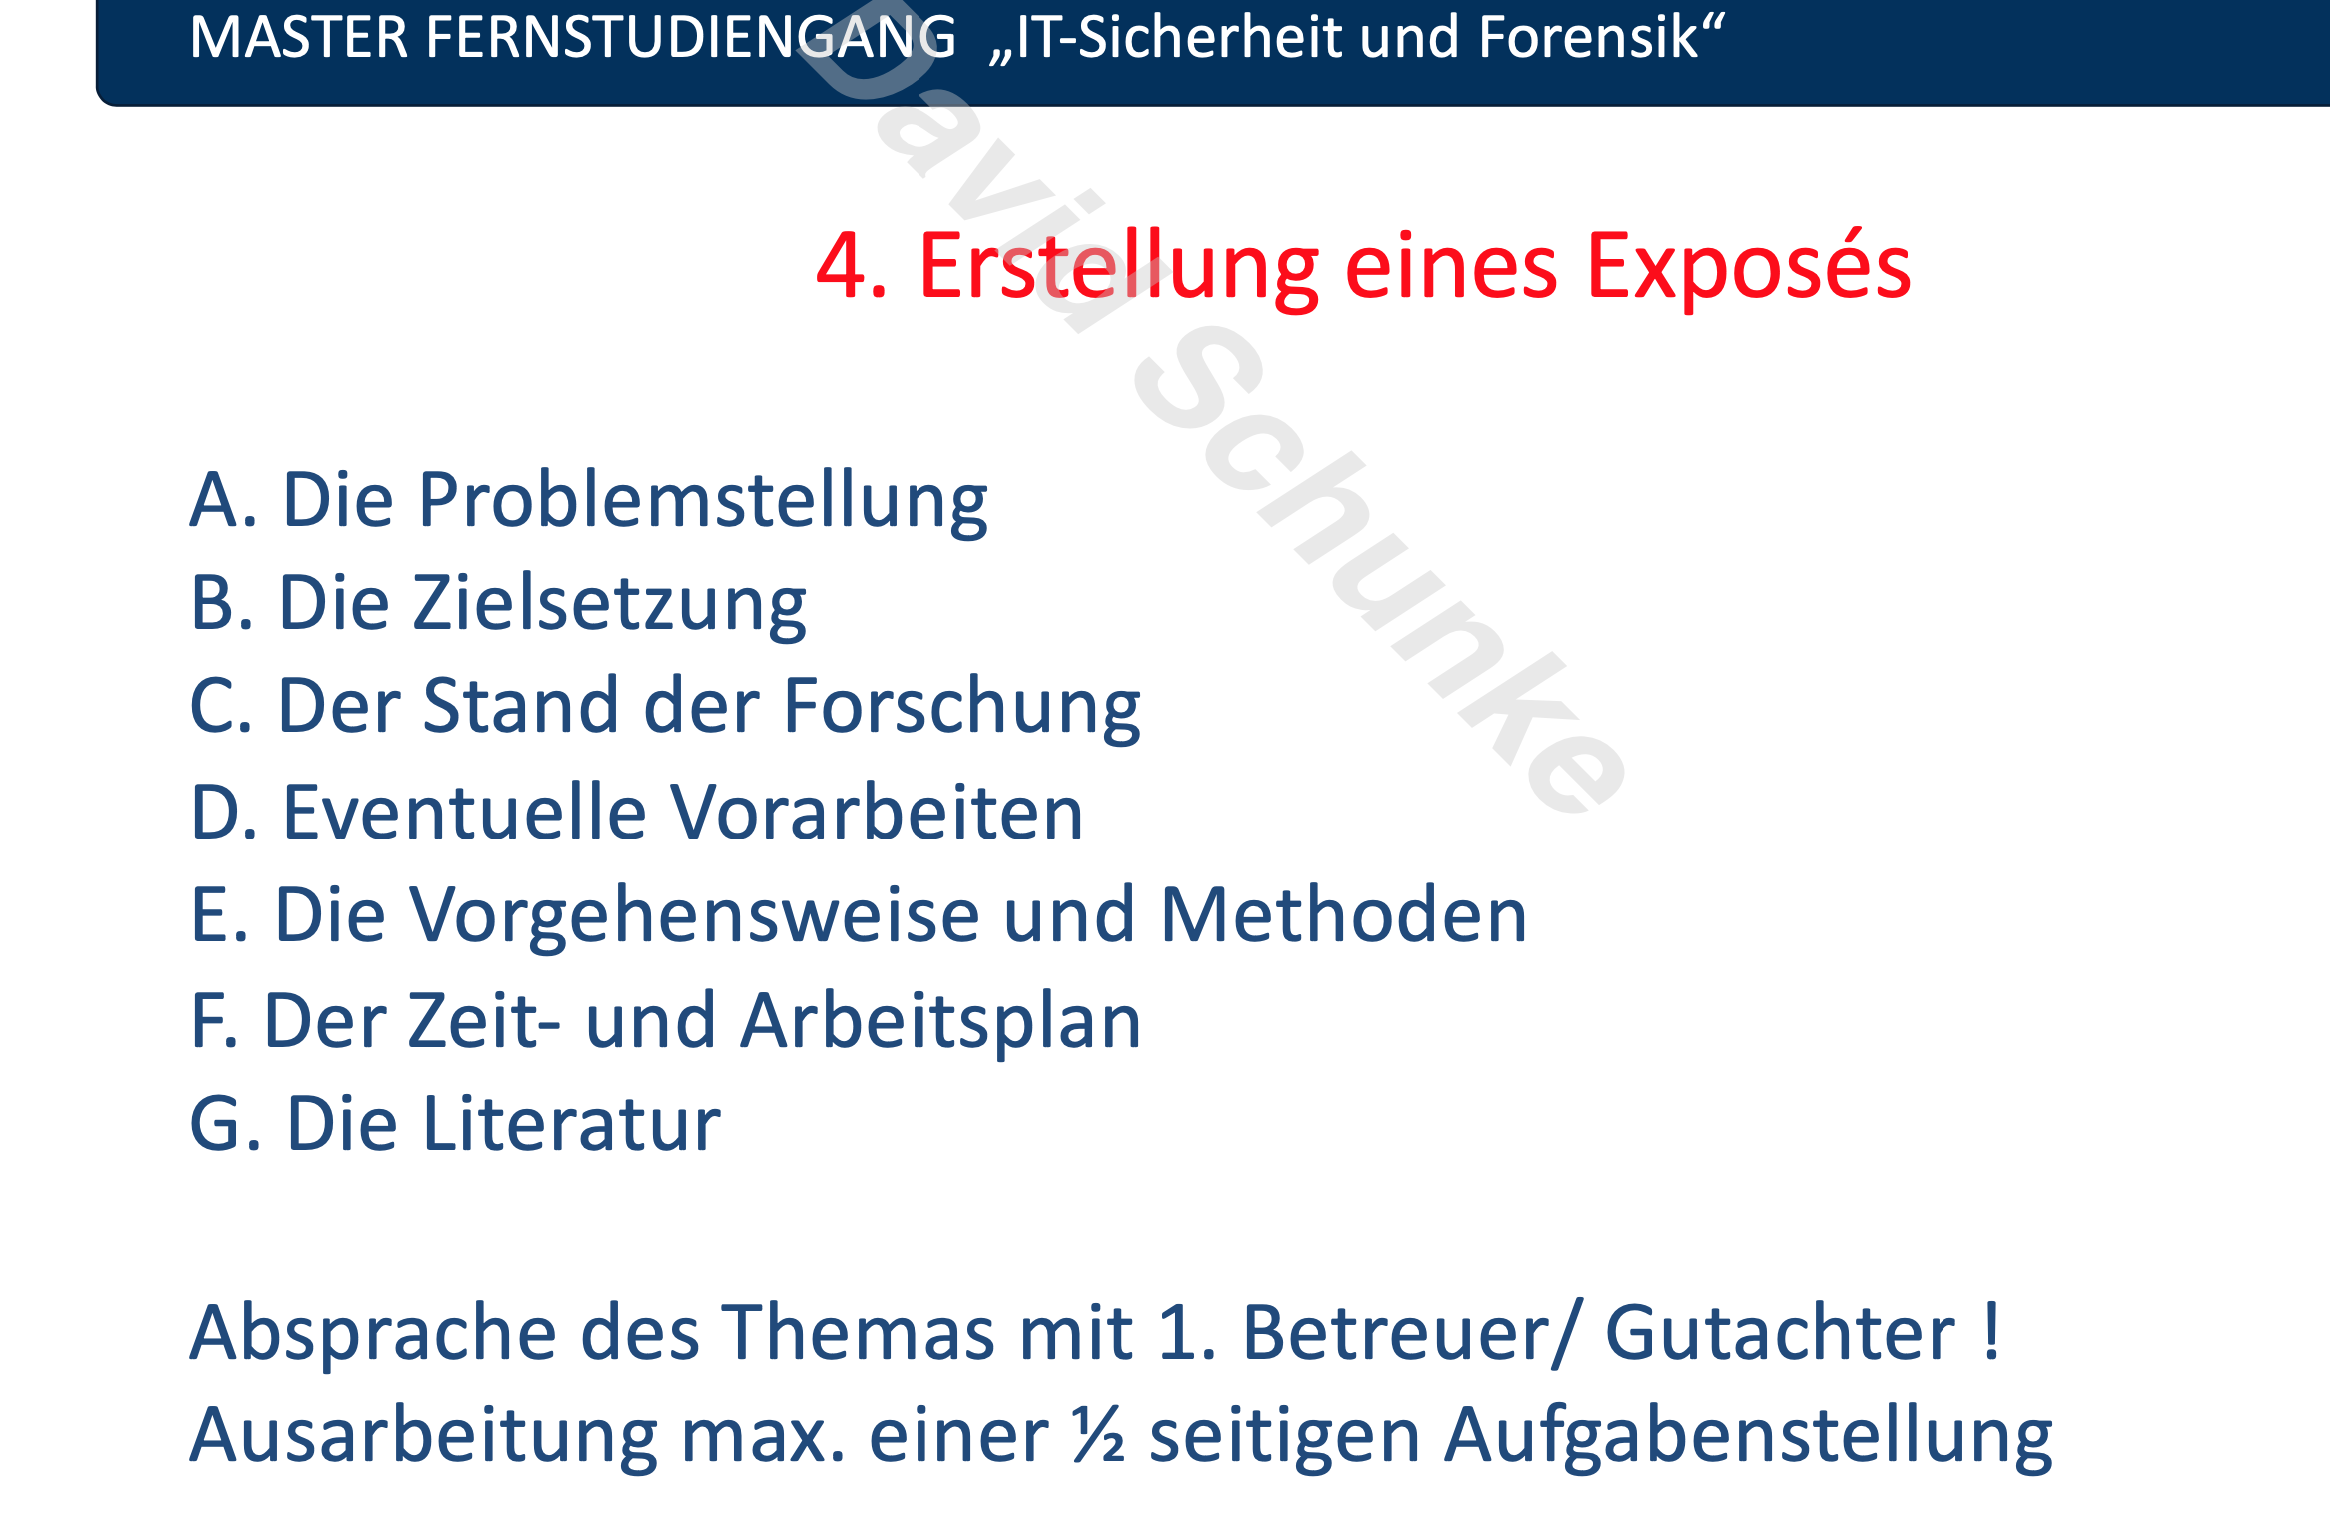 MASTER FERNSTUDIENGANG „IT-Sicherheit und Forensik“
4. Erstellung eines Exposés
A. Die Problemstellung
B. Die Zielsetzung
C. Der Stand der Forschung
D. Eventuelle Vorarbeiten
E. Die Vorgehensweise und Methoden
F. Der Zeit- und Arbeitsplan
G. Die Literatur
Absprache des Themas mit 1. Betreuer/ Gutachter !
Ausarbeitung max. einer ½ seitigen Aufgabenstellung
David Schunke